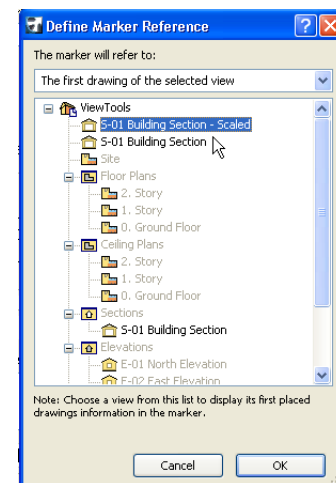 Define Marker Reference
The marker will refer to:
The first drawing of the selected view
ViewTools
S-01 Building Section - Scaled
S-01 Building Section
Site
Floor Plans
2. Story
1. Story
0. Ground Floor
Ceiling Plans
2. Story
1. Story
0. Ground Floor
Sections
S-01 Building Section
Elevations
E-01 North Elevation
E-02 East Elevation
Note: Choose a view from this list to display its first placed
drawings information in the marker.
Cancel
OK